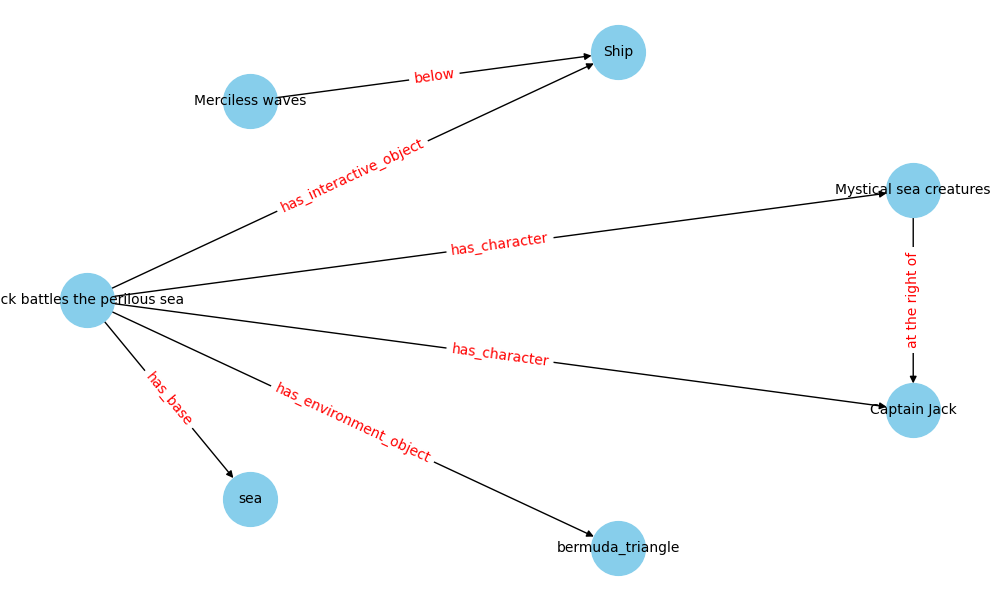 Ship
below
Merciless waves
has_interactive_object
Mystical sea creatures
has_character
at the right of
ck battles the perilous sea
has_character
has_base
has_environment_object
Captain Jack
sea
bermuda_triangle